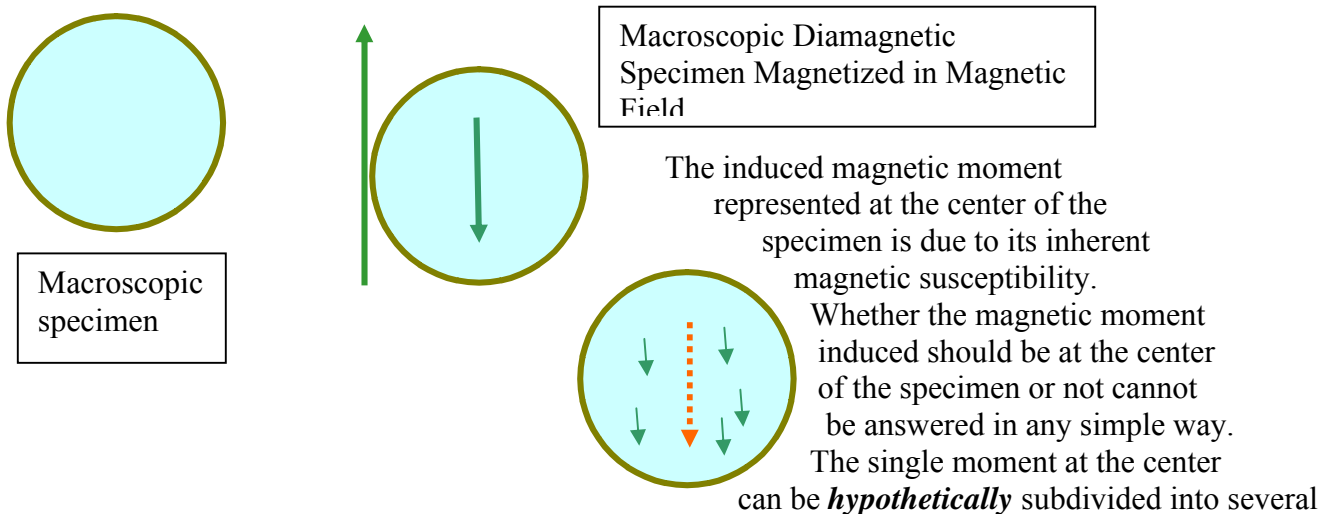 Macroscopic Diamagnetic
Specimen Magnetized in Magnetic
Field
Macroscopic
specimen
The induced magnetic moment
represented at the center of the
specimen is due to its inherent
magnetic susceptibility.
Whether the magnetic moment
induced should be at the center
of the specimen or not cannot
be answered in any simple way.
The single moment at the center
can be hypothetically subdivided into several